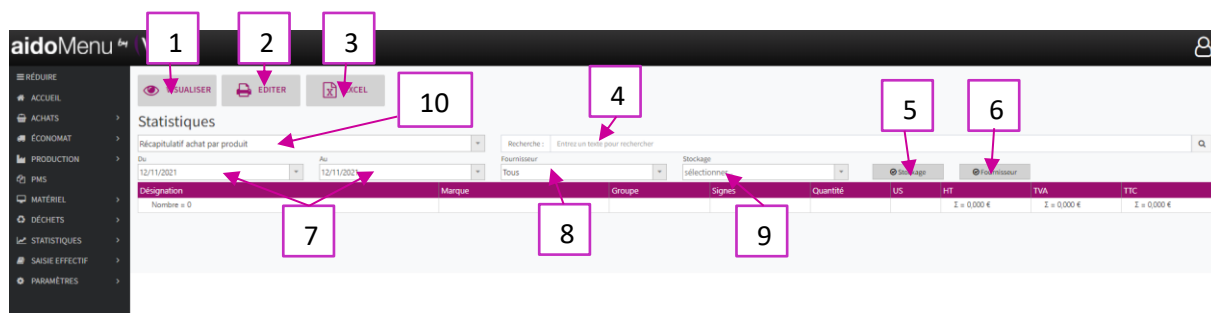 1 2 3
aidoMenu by
RÉDUIRE
ACCUEIL
ACHATS
ÉCONOMAT
PRODUCTION
PMS
MATÉRIEL
DÉCHETS
STATISTIQUES
SAISIE EFFECTIF
PARAMÈTRES
VISUALISER EDITER EXCEL
10 4 5 6
Statistiques
Récapitulatif achat par produit Recherche : Entrez un texte pour rechercher
Du Au Fournisseur Stockage
12/11/2021 12/11/2021 Tous sélectionner Stockage Fournisseur
Désignation Marque Groupe Signes Quantité US HT TVA TTC
Nombre = 0 Σ = 0,000 € Σ = 0,000 € Σ = 0,000 €
7 8 9